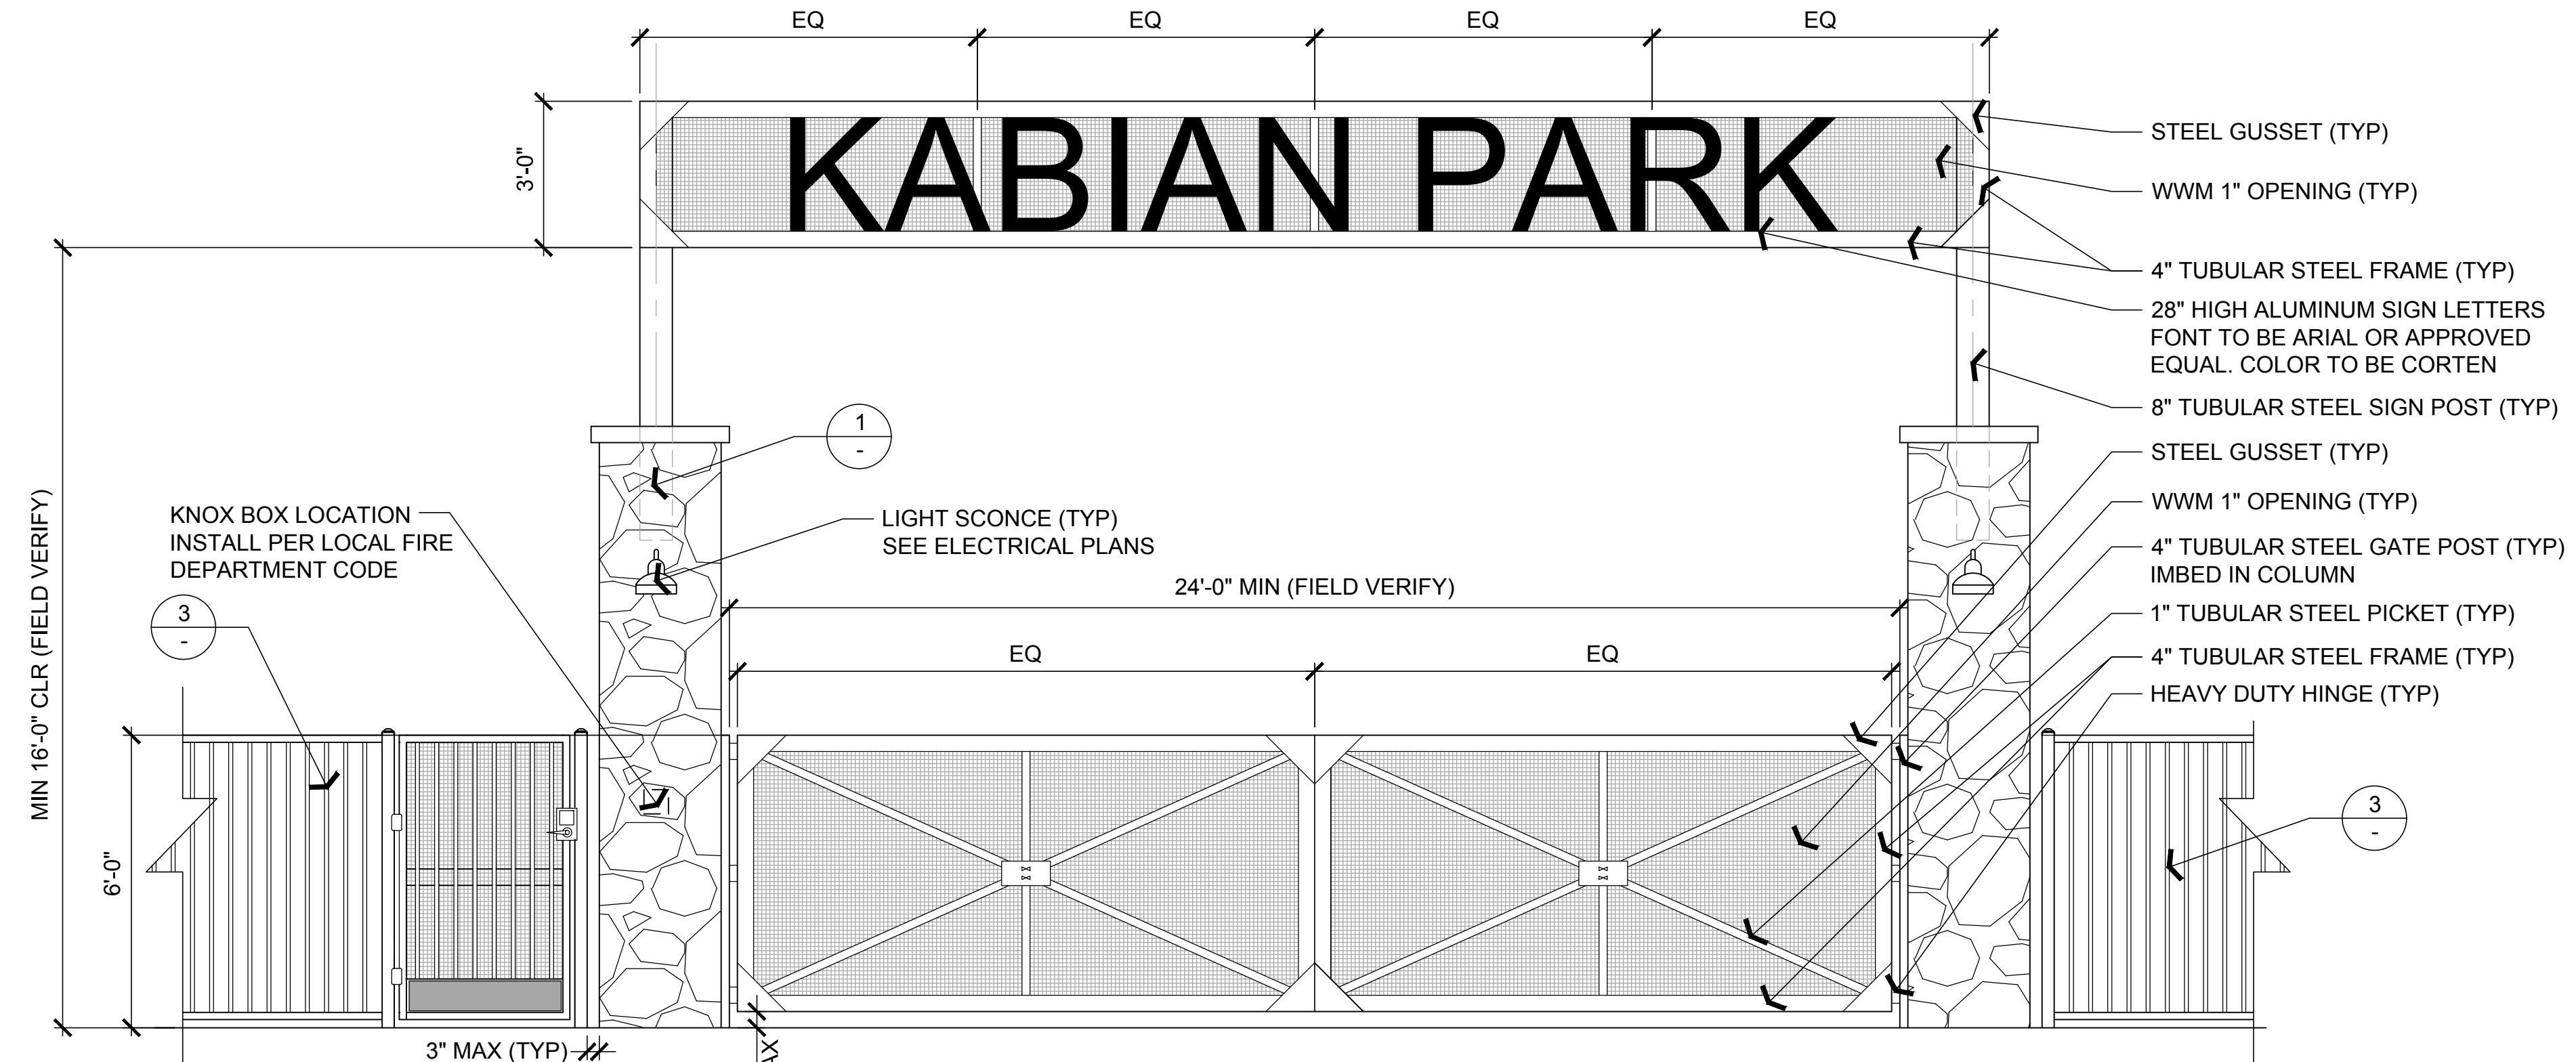 EQ
EQ
EQ
EQ
3'-0"
KABIAN PARK
STEEL GUSSET (TYP)
WWM 1" OPENING (TYP)
4" TUBULAR STEEL FRAME (TYP)
28" HIGH ALUMINUM SIGN LETTERS
FONT TO BE ARIAL OR APPROVED
EQUAL. COLOR TO BE CORTEN
8" TUBULAR STEEL SIGN POST (TYP)
STEEL GUSSET (TYP)
WWM 1" OPENING (TYP)
4" TUBULAR STEEL GATE POST (TYP)
IMBED IN COLUMN
1" TUBULAR STEEL PICKET (TYP)
4" TUBULAR STEEL FRAME (TYP)
HEAVY DUTY HINGE (TYP)
1
-
LIGHT SCONCE (TYP)
SEE ELECTRICAL PLANS
KNOX BOX LOCATION
INSTALL PER LOCAL FIRE
DEPARTMENT CODE
3
-
24'-0" MIN (FIELD VERIFY)
EQ
EQ
MIN 16'-0" CLR (FIELD VERIFY)
6'-0"
3
-
3" MAX (TYP)